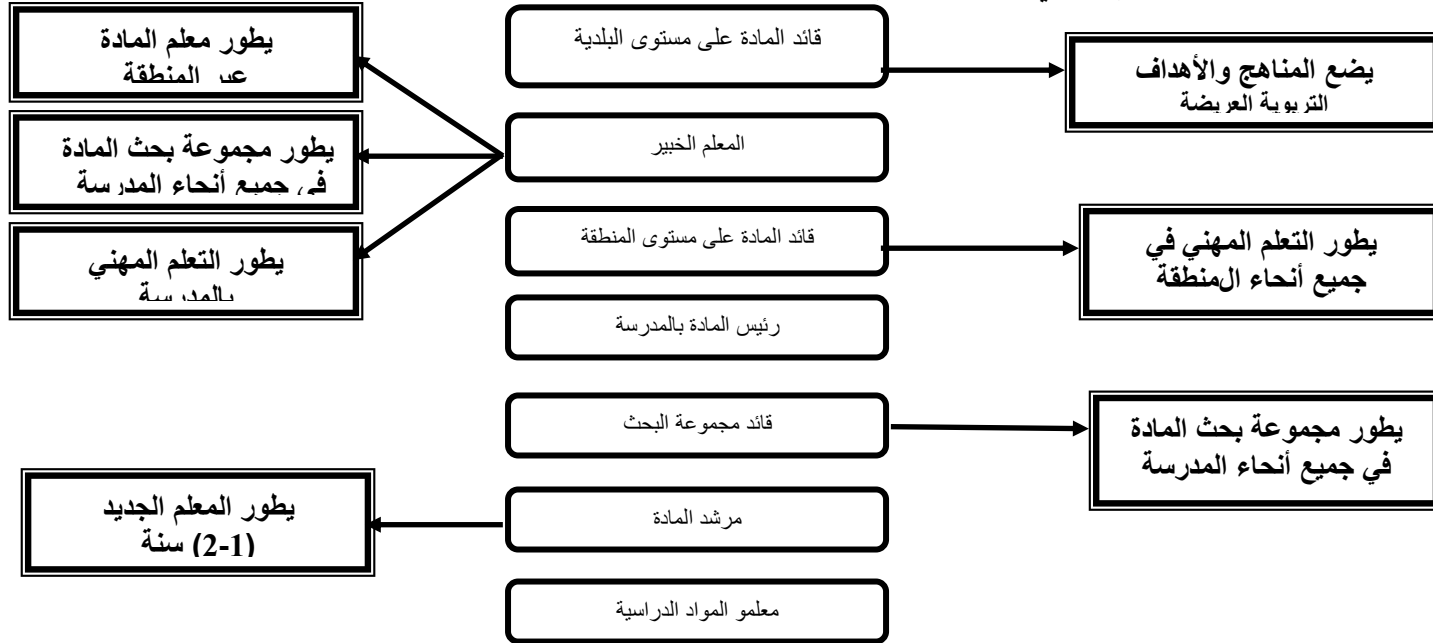 قائد المادة على مستوى البلدية
يضع المناهج والأهداف
التربوية العريضة
يطور معلم المادة
عبر المنطقة
المعلم الخبير
يطور مجموعة بحث المادة
في جميع أنحاء المدرسة
قائد المادة على مستوى المنطقة
يطور التعلم المهني في
جميع أنحاء المنطقة
يطور التعلم المهني
بالمدرسة
رئيس المادة بالمدرسة
قائد مجموعة البحث
يطور مجموعة بحث المادة
في جميع أنحاء المدرسة
مرشد المادة
يطور المعلم الجديد
(1-2) سنة
معلمو المواد الدراسية